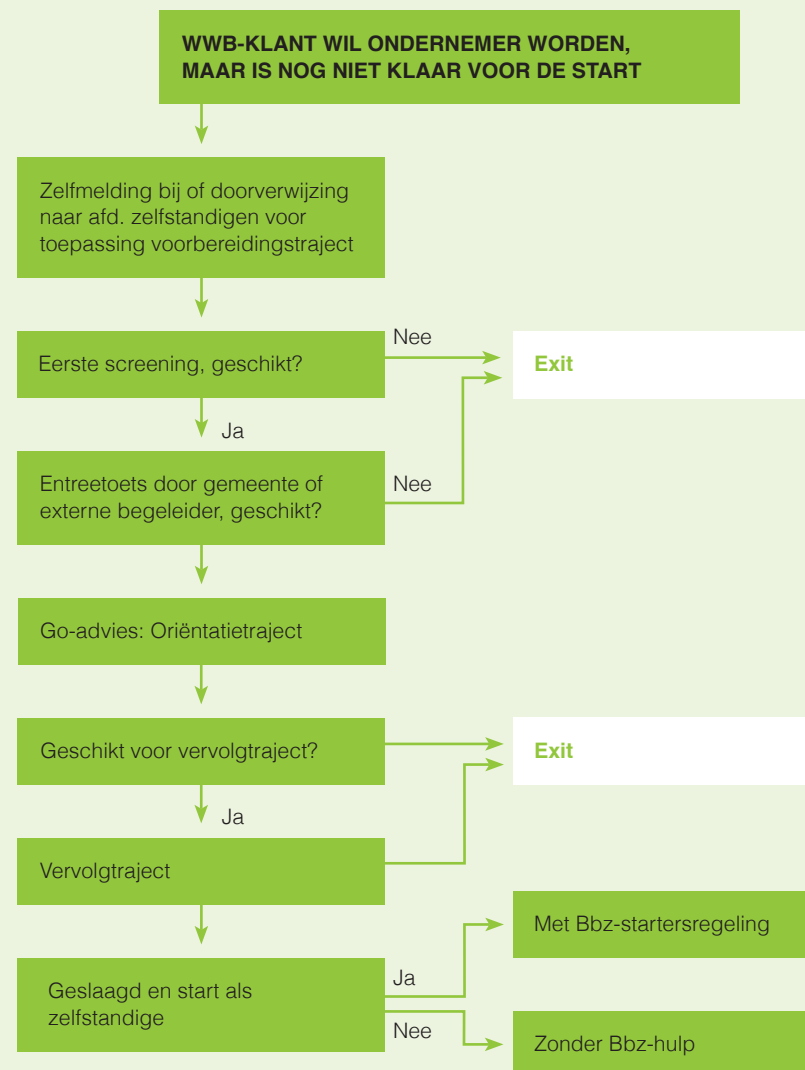 WWB-KLANT WIL ONDERNEMER WORDEN,
MAAR IS NOG NIET KLAAR VOOR DE START
Zelfmelding bij of doorverwijzing
naar afd. zelfstandigen voor
toepassing voorbereidingstraject
Eerste screening, geschikt?
Nee
Exit
Ja
Entreetoets door gemeente of
externe begeleider, geschikt?
Nee
Go-advies: Oriëntatietraject
Geschikt voor vervolgtraject?
Exit
Ja
Vervolgtraject
Geslaagd en start als
zelfstandige
Ja
Met Bbz-startersregeling
Nee
Zonder Bbz-hulp